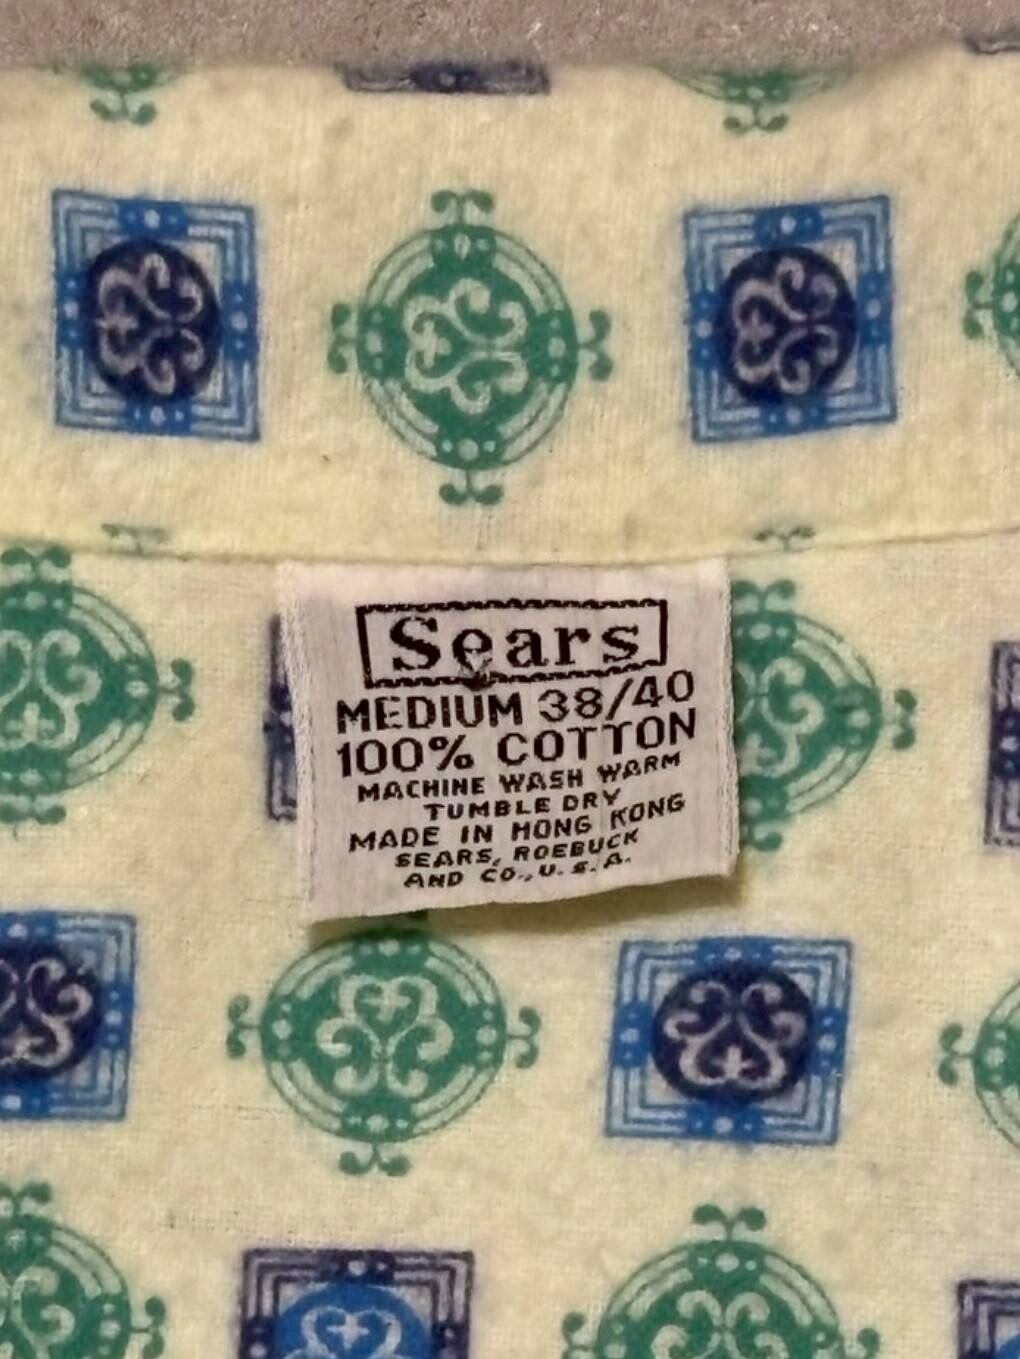 Sears
MEDIUM 38/40
100% COTTON
MACHINE WASH WARM
TUMBLE DRY
MADE IN HONG KONG
SEARS, ROEBUCK
AND CO., U.S.A.